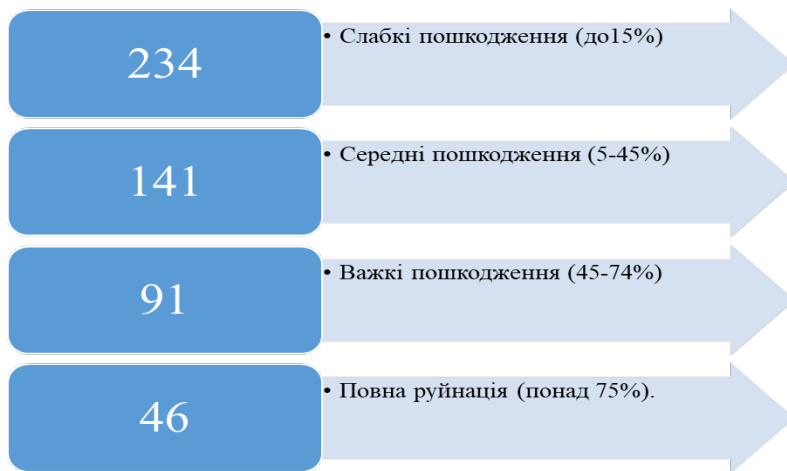 234
• Слабкі пошкодження (до15%)
141
• Середні пошкодження (5-45%)
91
• Важкі пошкодження (45-74%)
46
• Повна руйнація (понад 75%).